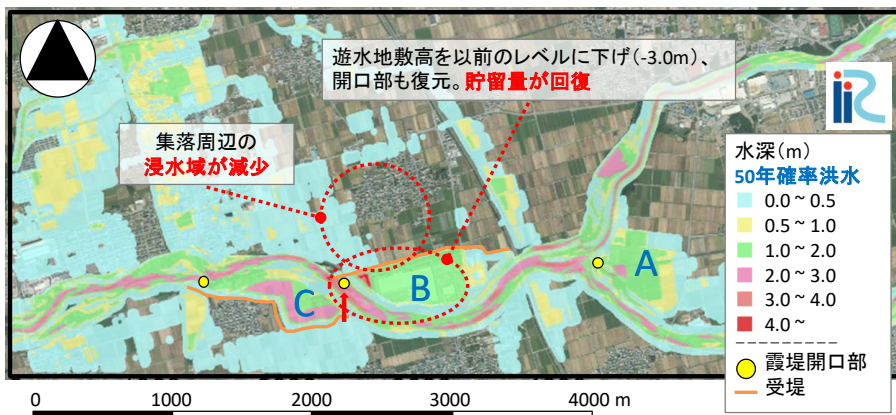 遊水地敷高を以前のレベルに下げ(-3.0m)、
開口部も復元。貯留量が回復
集落周辺の
浸水域が減少
A
B
C
iRIC
水深(m)
50年確率洪水
0.0 ~ 0.5
0.5 ~ 1.0
1.0 ~ 2.0
2.0 ~ 3.0
3.0 ~ 4.0
4.0 ~
霞堤開口部
受堤
0 1000 2000 3000 4000 m